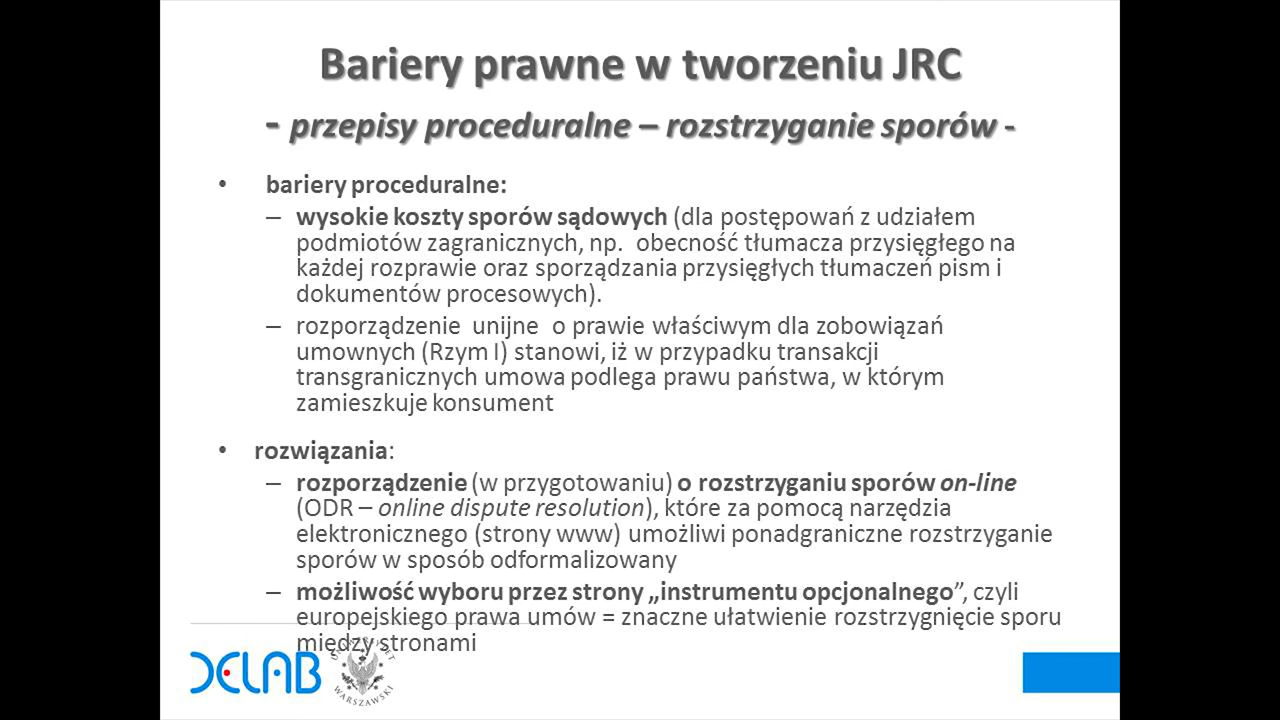 Bariery prawne w tworzeniu JRC
- przepisy proceduralne – rozstrzyganie sporów -
• bariery proceduralne:
– wysokie koszty sporów sądowych (dla postępowań z udziałem
podmiotów zagranicznych, np. obecność tłumacza przysięgłego na
każdej rozprawie oraz sporządzania przysięgłych tłumaczeń pism i
dokumentów procesowych).
– rozporządzenie unijne o prawie właściwym dla zobowiązań
umownych (Rzym I) stanowi, iż w przypadku transakcji
transgranicznych umowa podlega prawu państwa, w którym
zamieszkuje konsument
• rozwiązania:
– rozporządzenie (w przygotowaniu) o rozstrzyganiu sporów on-line
(ODR – online dispute resolution), które za pomocą narzędzia
elektronicznego (strony www) umożliwi ponadgraniczne rozstrzyganie
sporów w sposób odformalizowany
– możliwość wyboru przez strony „instrumentu opcjonalnego”, czyli
europejskiego prawa umów = znaczne ułatwienie rozstrzygnięcie sporu
między stronami
DELAB
UNIWERSYTET
WARSZAWSKI